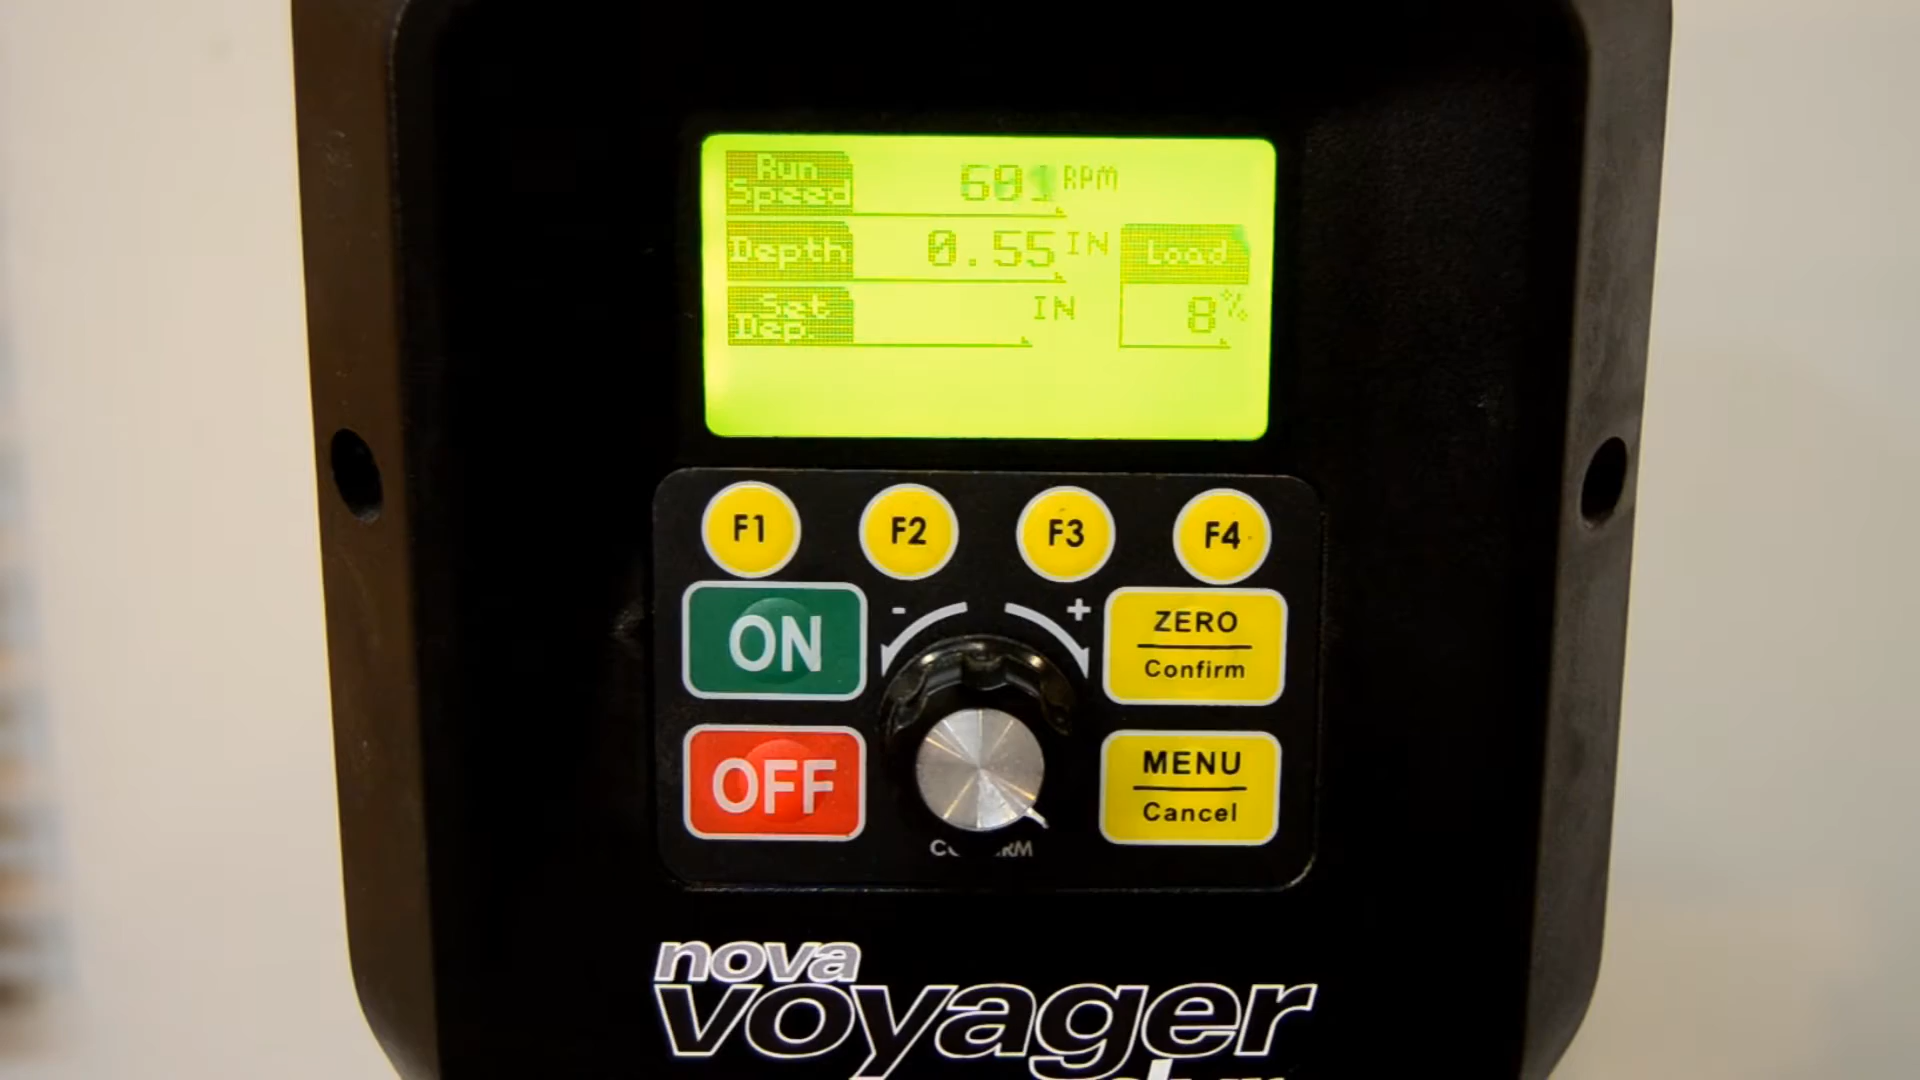 Run Speed 601 RPM
Depth 0.55 IN
Load
Set Dep. IN
8%
F1 F2 F3 F4
ON
- +
ZERO
Confirm
OFF
MENU
Cancel
nova
voyager